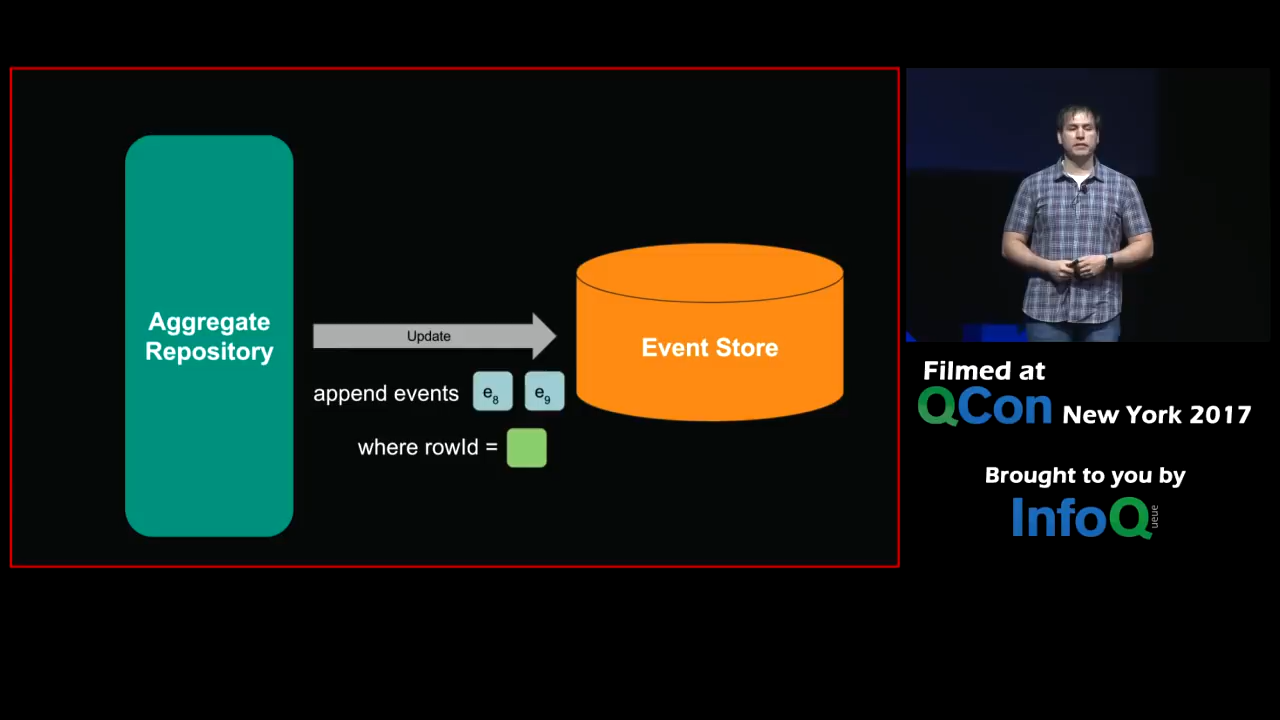 Aggregate
Repository
Update
append events e8 e9
where rowId =
Event Store
Filmed at
QCon New York 2017
Brought to you by
InfoQueue